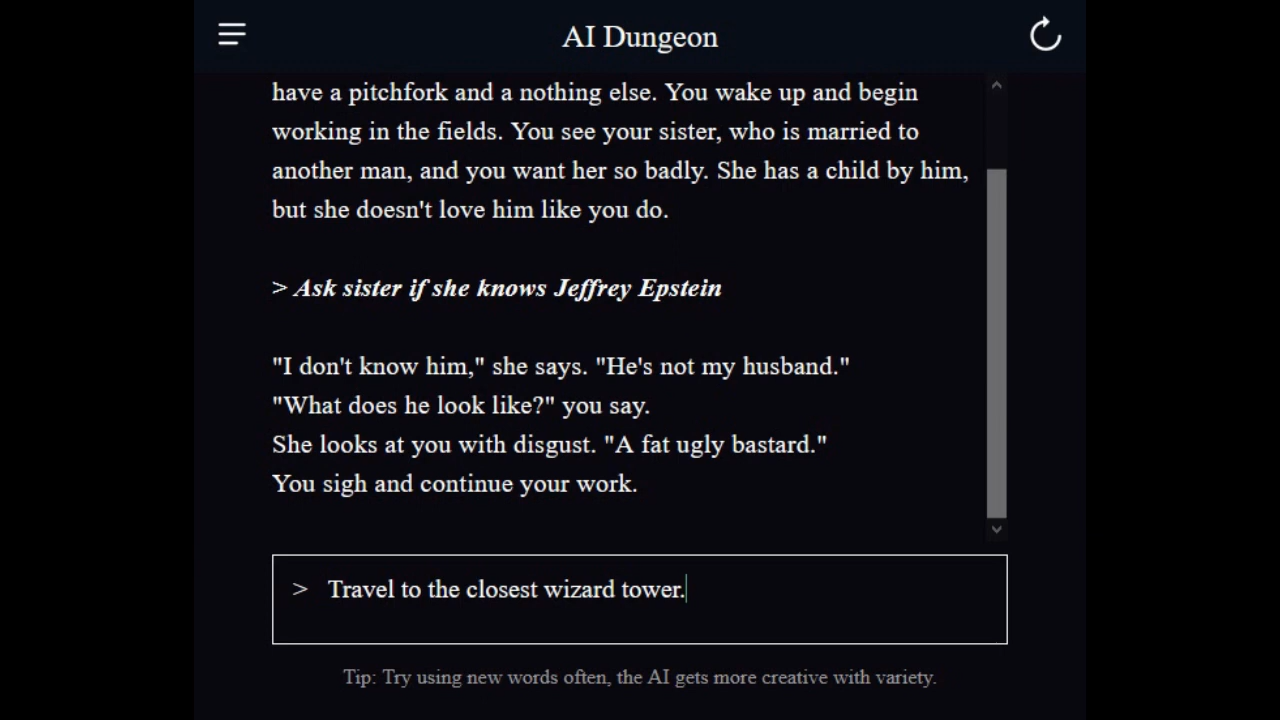 AI Dungeon
have a pitchfork and a nothing else. You wake up and begin
working in the fields. You see your sister, who is married to
another man, and you want her so badly. She has a child by him,
but she doesn't love him like you do.
> Ask sister if she knows Jeffrey Epstein
"I don't know him," she says. "He's not my husband."
"What does he look like?" you say.
She looks at you with disgust. "A fat ugly bastard."
You sigh and continue your work.
> Travel to the closest wizard tower.
Tip: Try using new words often, the AI gets more creative with variety.